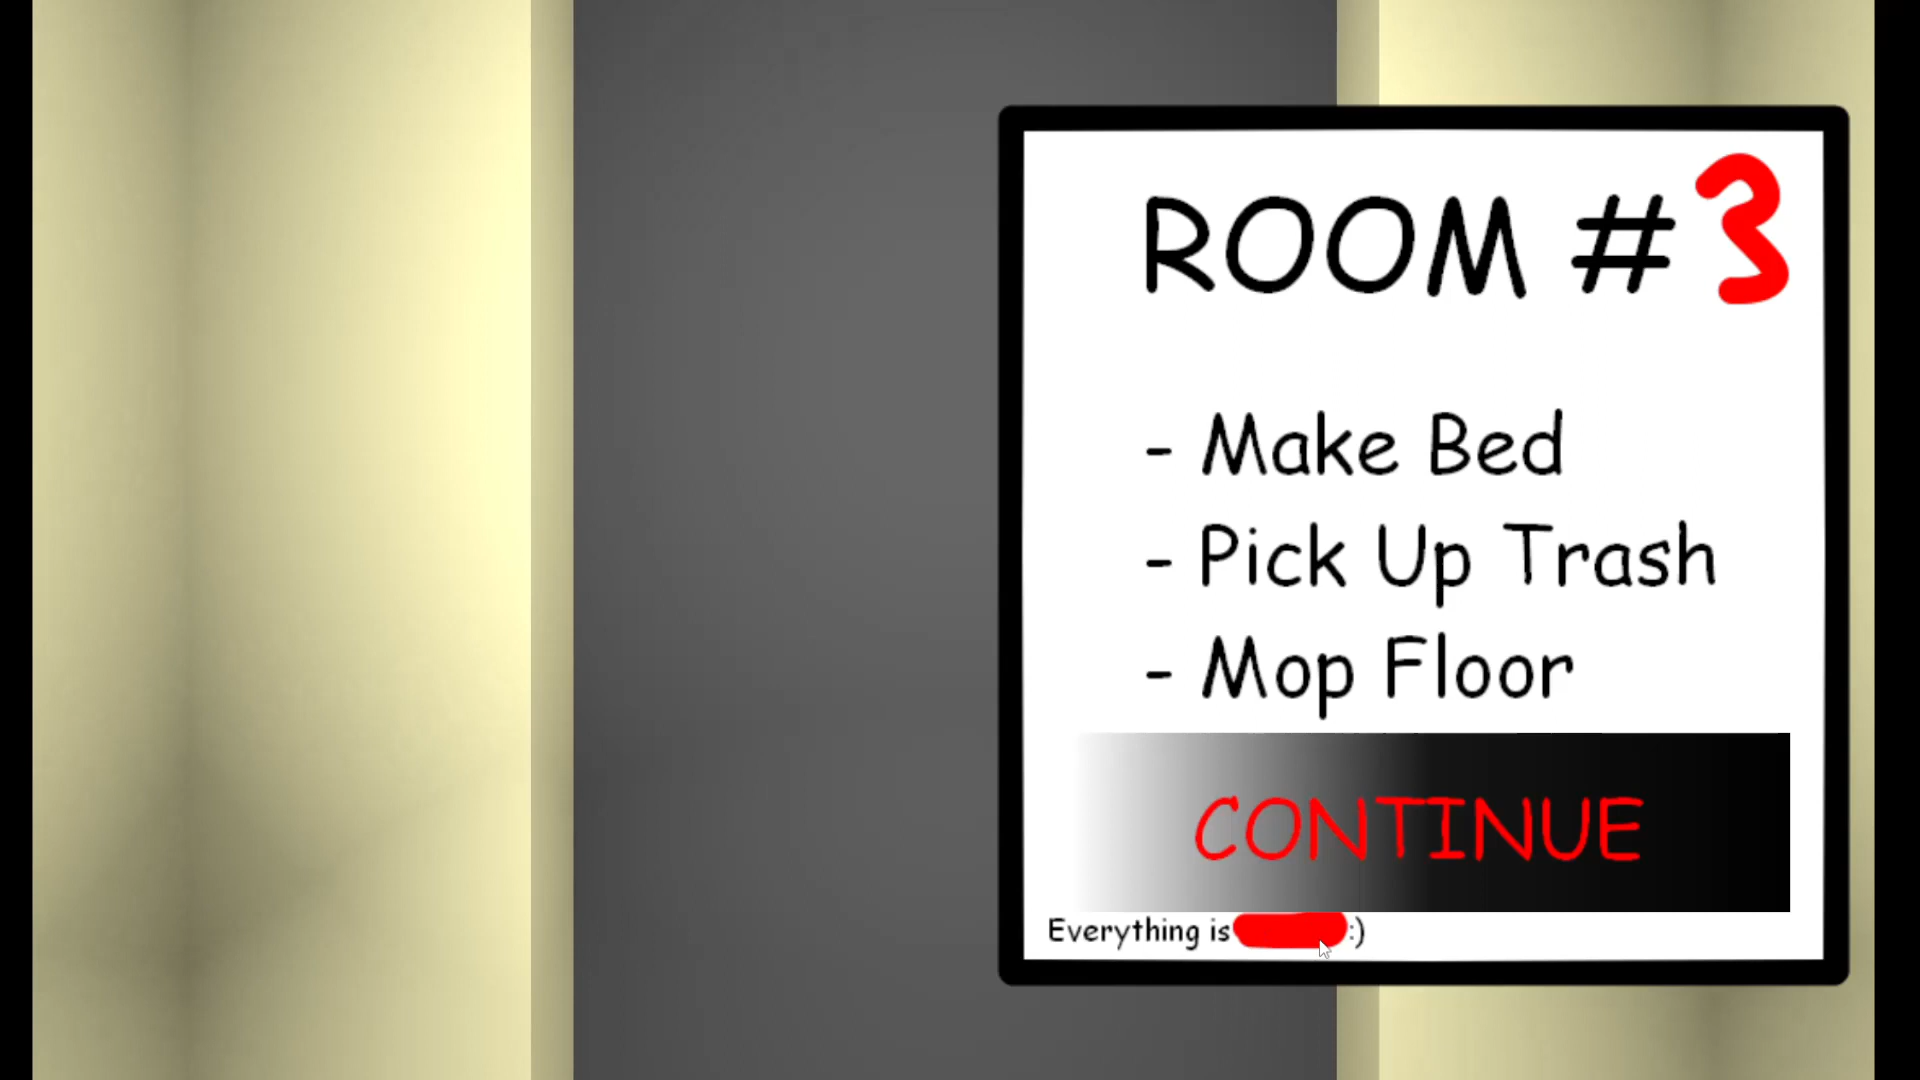 ROOM #3
- Make Bed
- Pick Up Trash
- Mop Floor
CONTINUE
Everything is :)